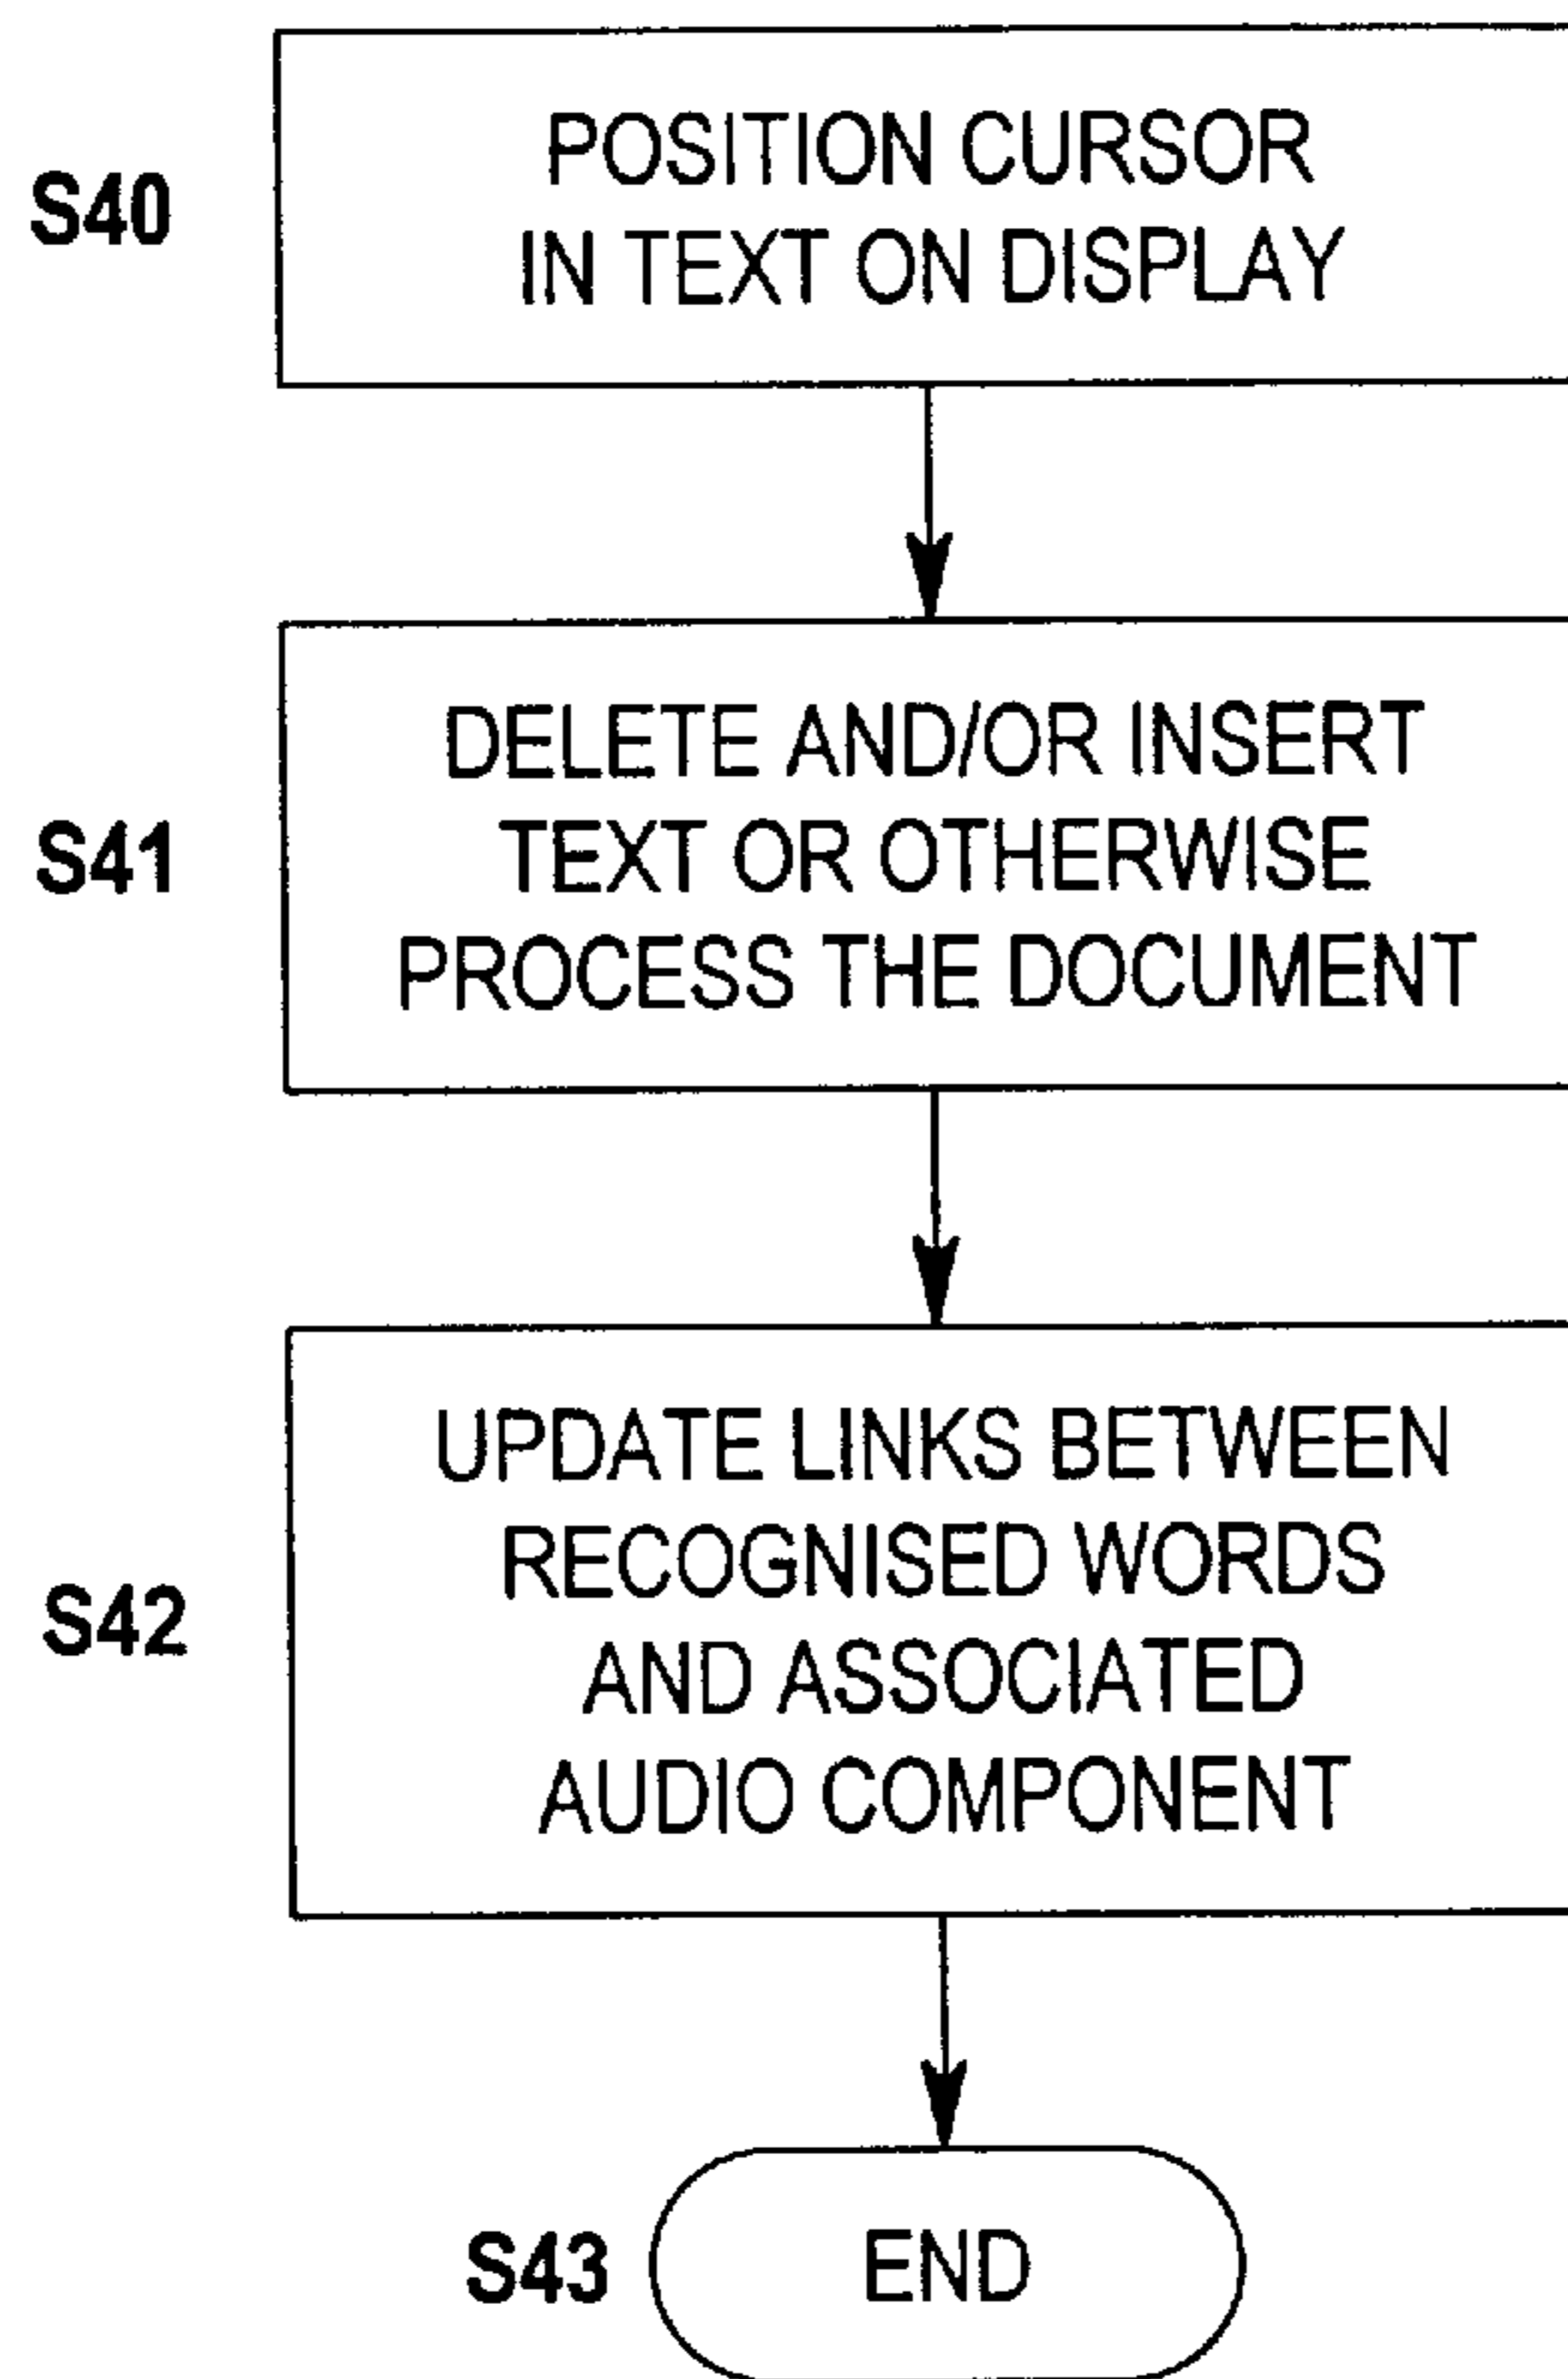 S40
POSITION CURSOR
IN TEXT ON DISPLAY
S41
DELETE AND/OR INSERT
TEXT OR OTHERWISE
PROCESS THE DOCUMENT
S42
UPDATE LINKS BETWEEN
RECOGNISED WORDS
AND ASSOCIATED
AUDIO COMPONENT
S43
END